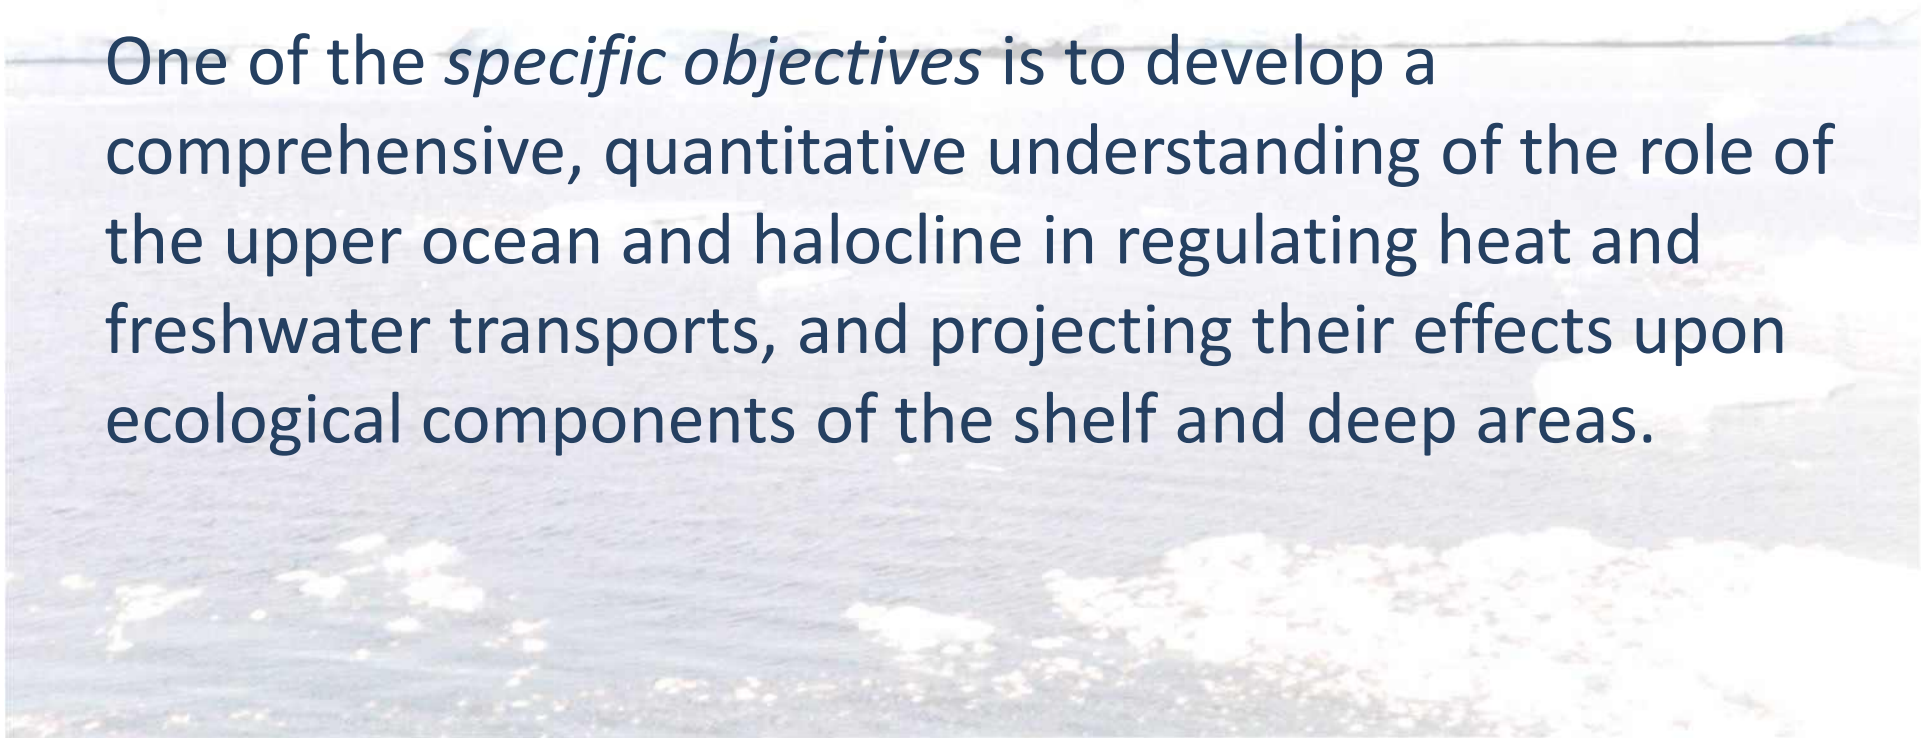 One of the specific objectives is to develop a
comprehensive, quantitative understanding of the role of
the upper ocean and halocline in regulating heat and
freshwater transports, and projecting their effects upon
ecological components of the shelf and deep areas.